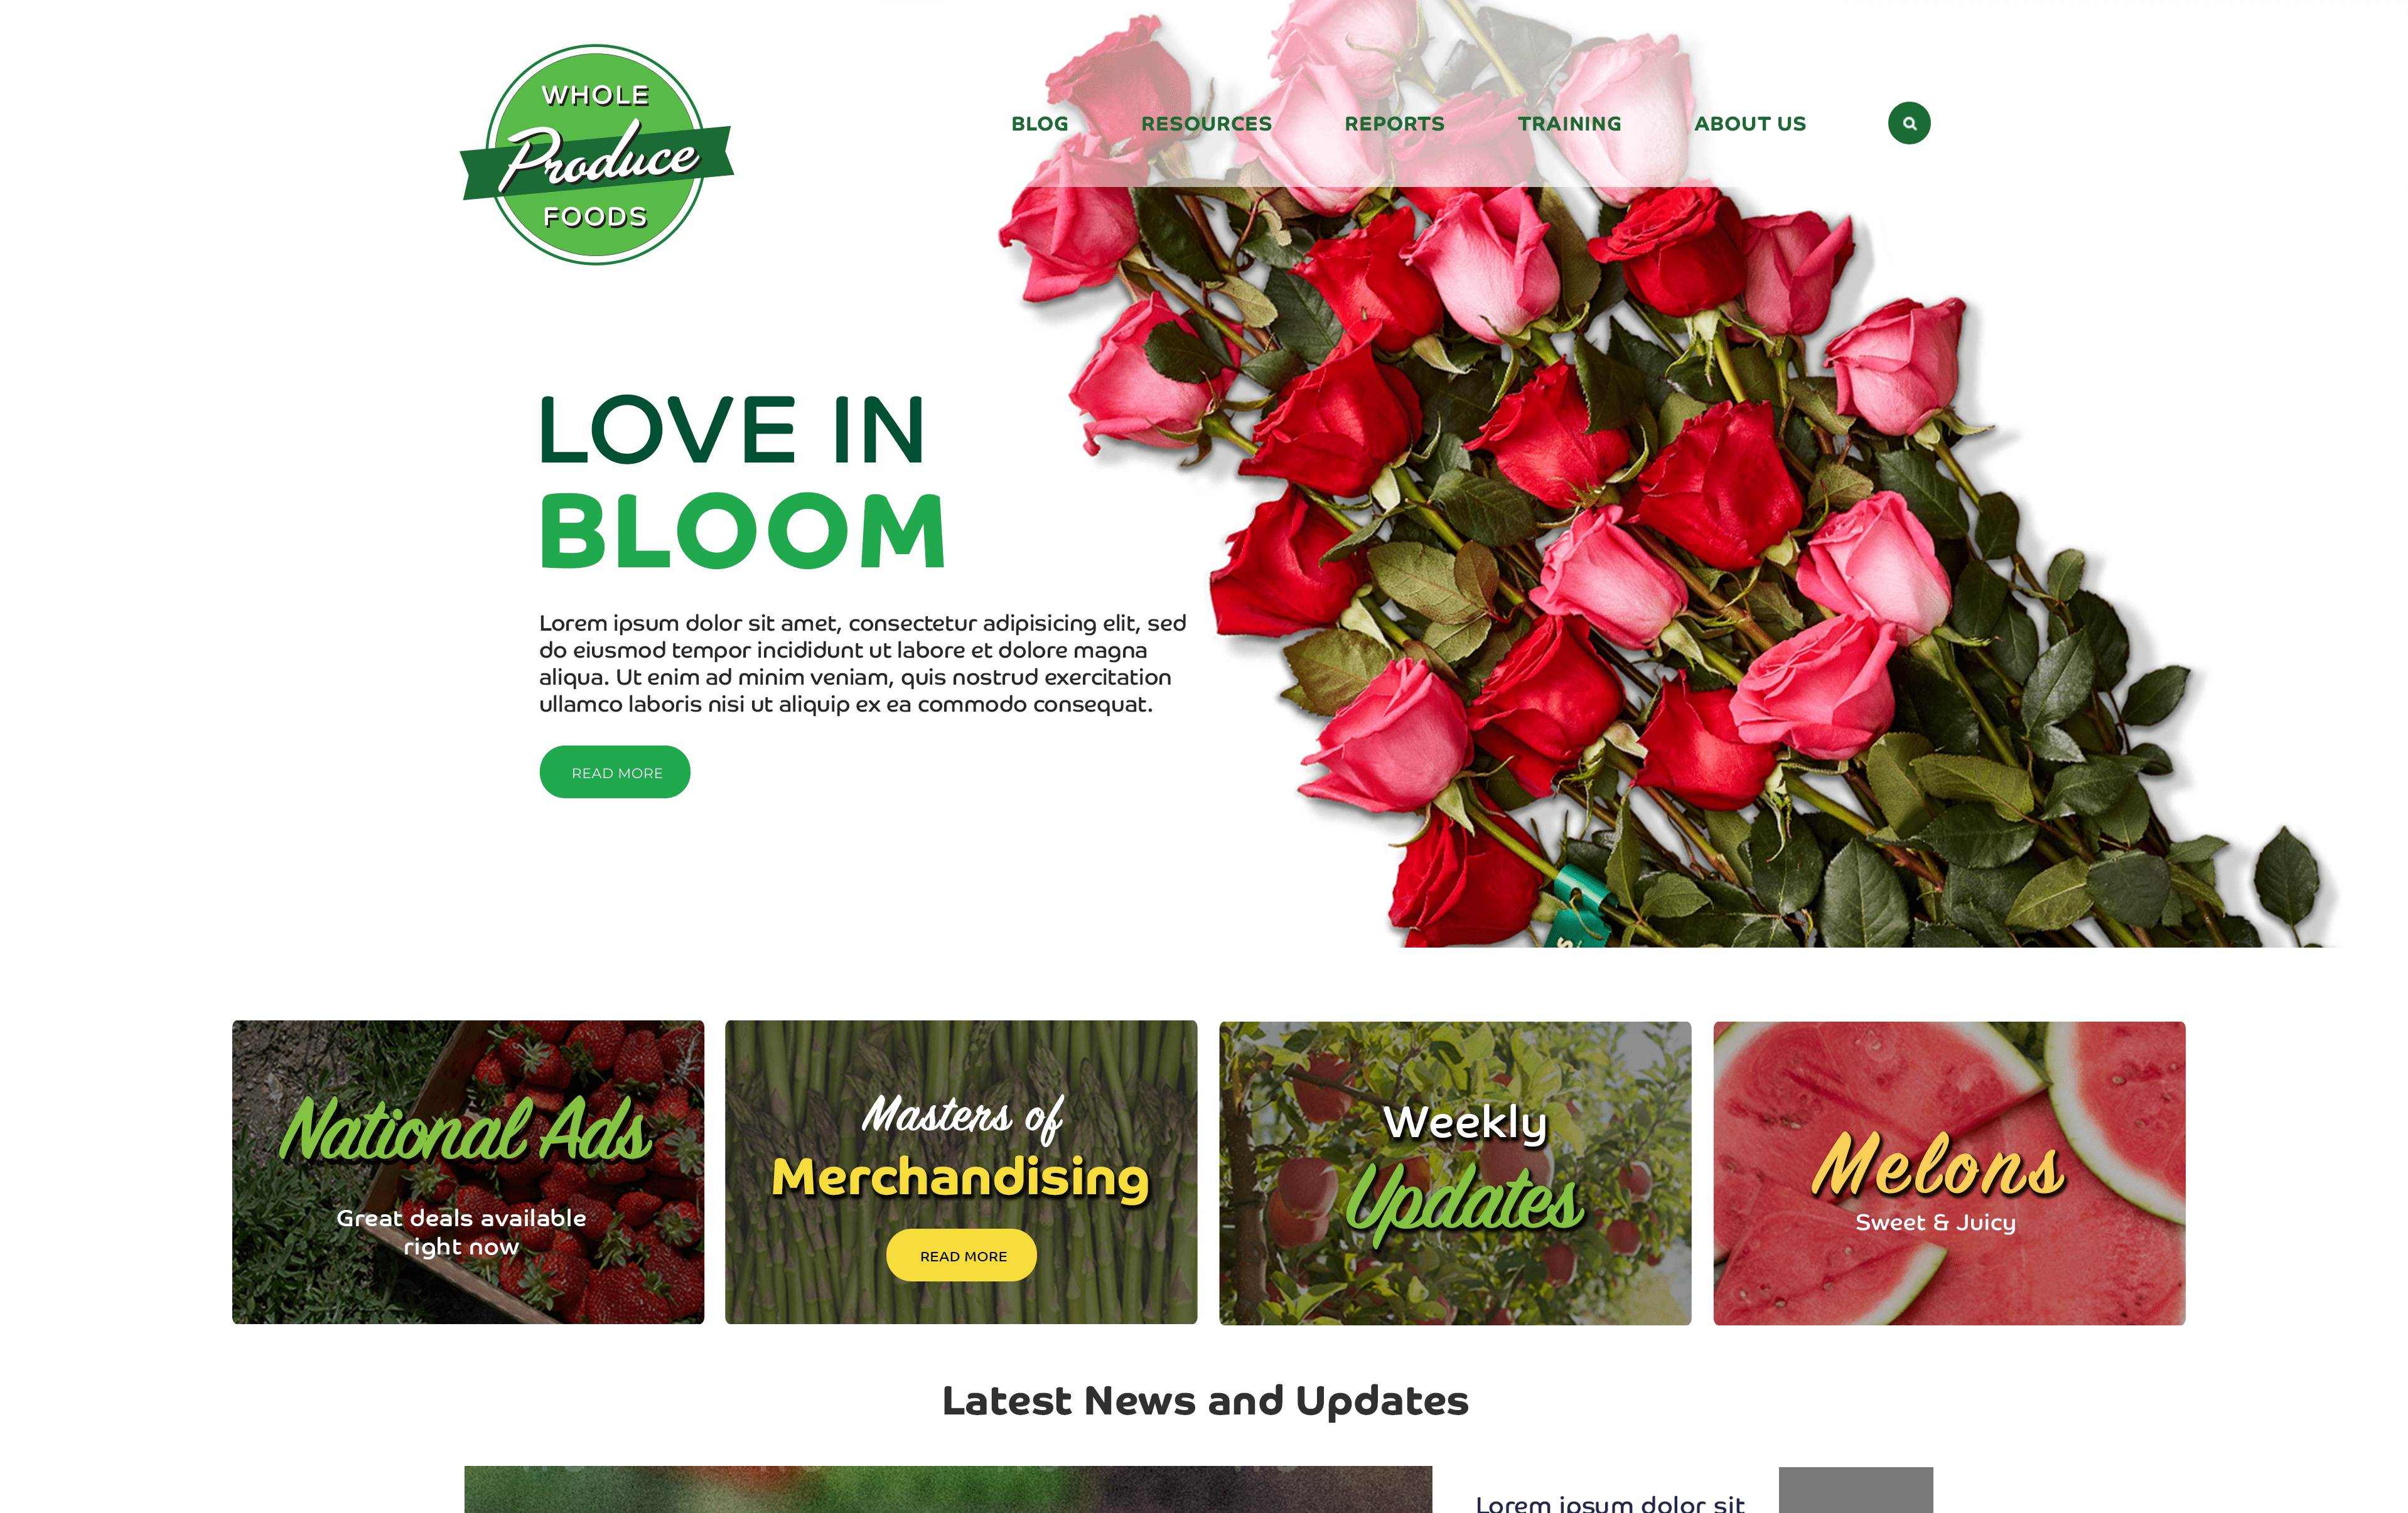 WHOLE
Produce
FOODS
BLOG RESOURCES REPORTS TRAINING ABOUT US
LOVE IN
BLOOM
Lorem ipsum dolor sit amet, consectetur adipisicing elit, sed
do eiusmod tempor incididunt ut labore et dolore magna
aliqua. Ut enim ad minim veniam, quis nostrud exercitation
ullamco laboris nisi ut aliquip ex ea commodo consequat.
READ MORE
National Ads
Great deals available
right now
Masters of
Merchandising
READ MORE
Weekly
Updates
Melons
Sweet & Juicy
Latest News and Updates
Lorem ipsum dolor sit